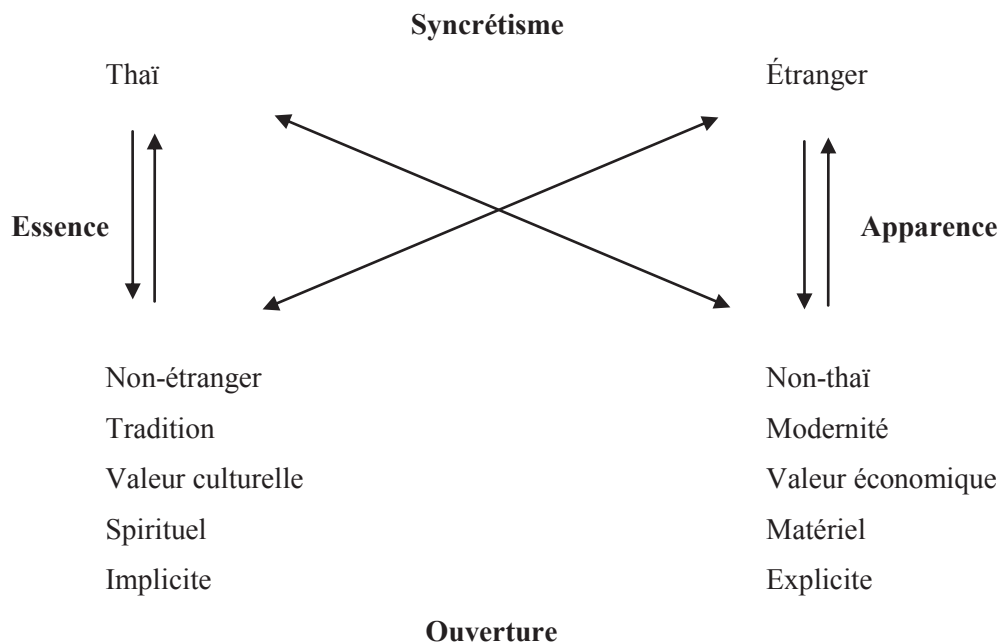 Syncrétisme
Thaï Étranger
Essence Apparence
Non-étranger Non-thaï
Tradition Modernité
Valeur culturelle Valeur économique
Spirituel Matériel
Implicite Explicite
Ouverture